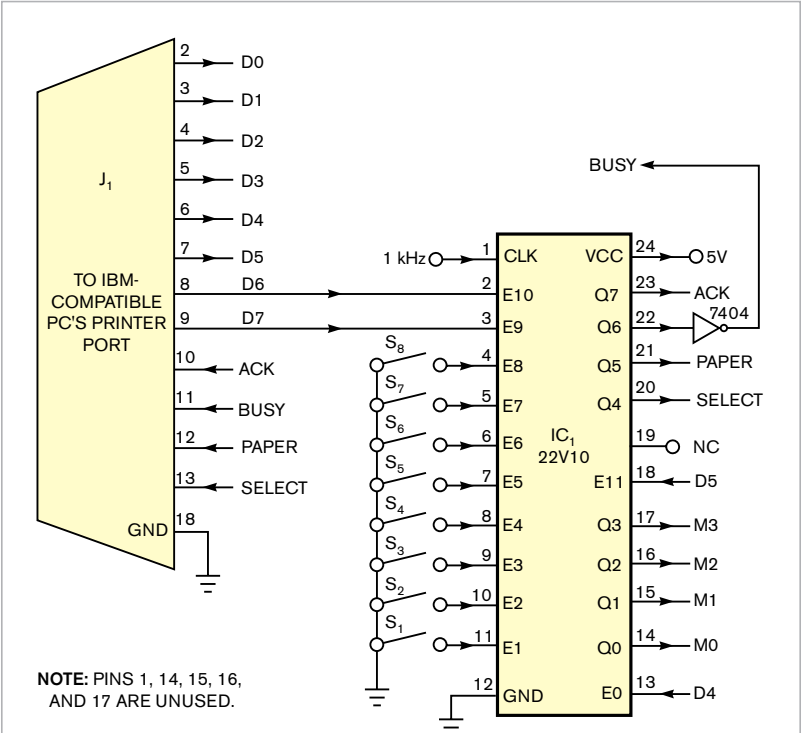 2 D0
3 D1
4 D2
J1
5 D3
6 D4
7 D5
TO IBM-
COMPATIBLE
PC'S PRINTER
PORT
8 D6
9 D7
10 ACK
11 BUSY
12 PAPER
13 SELECT
GND 18
NOTE: PINS 1, 14, 15, 16,
AND 17 ARE UNUSED.
BUSY
7404
1 kHz 1 CLK
2 E10
3 E9
S8 4 E8
S7 5 E7
S6 6 E6
S5 7 E5
S4 8 E4
S3 9 E3
S2 10 E2
S1 11 E1
12 GND
IC1
22V10
VCC 24 5V
Q7 23 ACK
Q6 22
Q5 21 PAPER
Q4 20 SELECT
19 NC
E11 18 D5
Q3 17 M3
Q2 16 M2
Q1 15 M1
Q0 14 M0
E0 13 D4